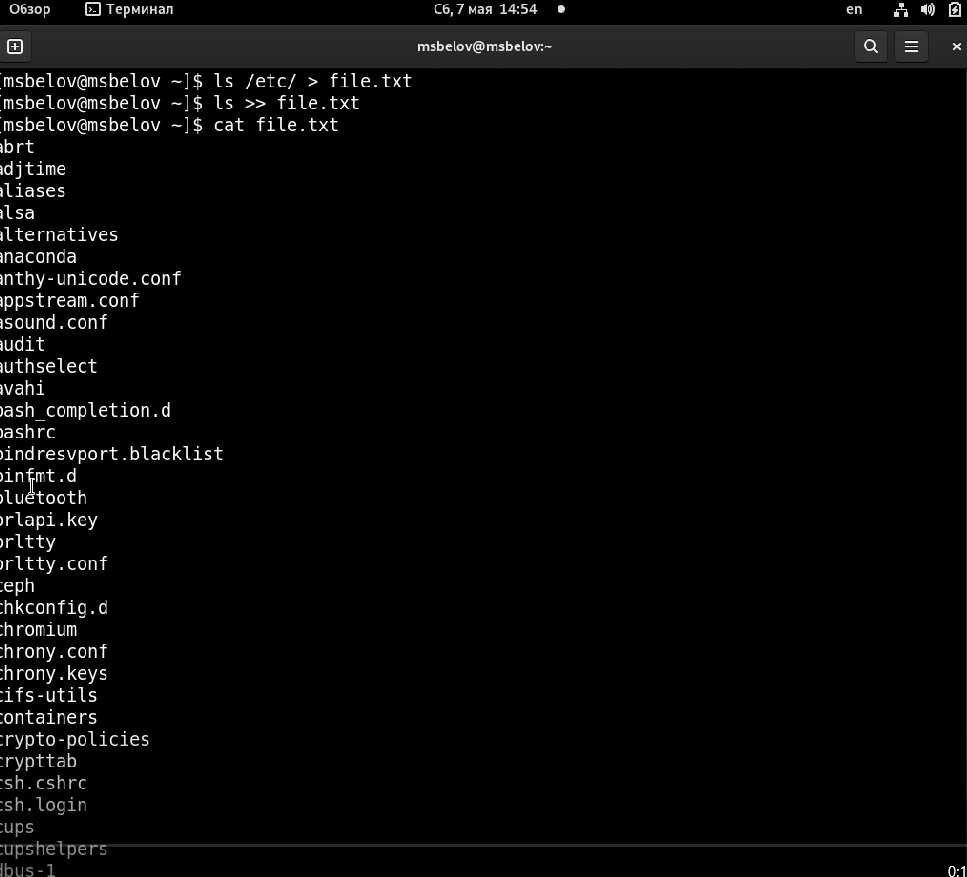 Обзор Терминал Сб, 7 мая 14:54 en
msbelov@msbelov:~
[msbelov@msbelov ~]$ ls /etc/ > file.txt
[msbelov@msbelov ~]$ ls >> file.txt
[msbelov@msbelov ~]$ cat file.txt
abrt
adjtime
aliases
alsa
alternatives
anaconda
anthy-unicode.conf
appstream.conf
asound.conf
audit
authselect
avahi
bash_completion.d
bashrc
bindresvport.blacklist
binfmt.d
bluetooth
brlapi.key
brltty
brltty.conf
ceph
chkconfig.d
chromium
chrony.conf
chrony.keys
cifs-utils
containers
crypto-policies
crypttab
csh.cshrc
csh.login
cups
cupshelpers
dbus-1
0:1